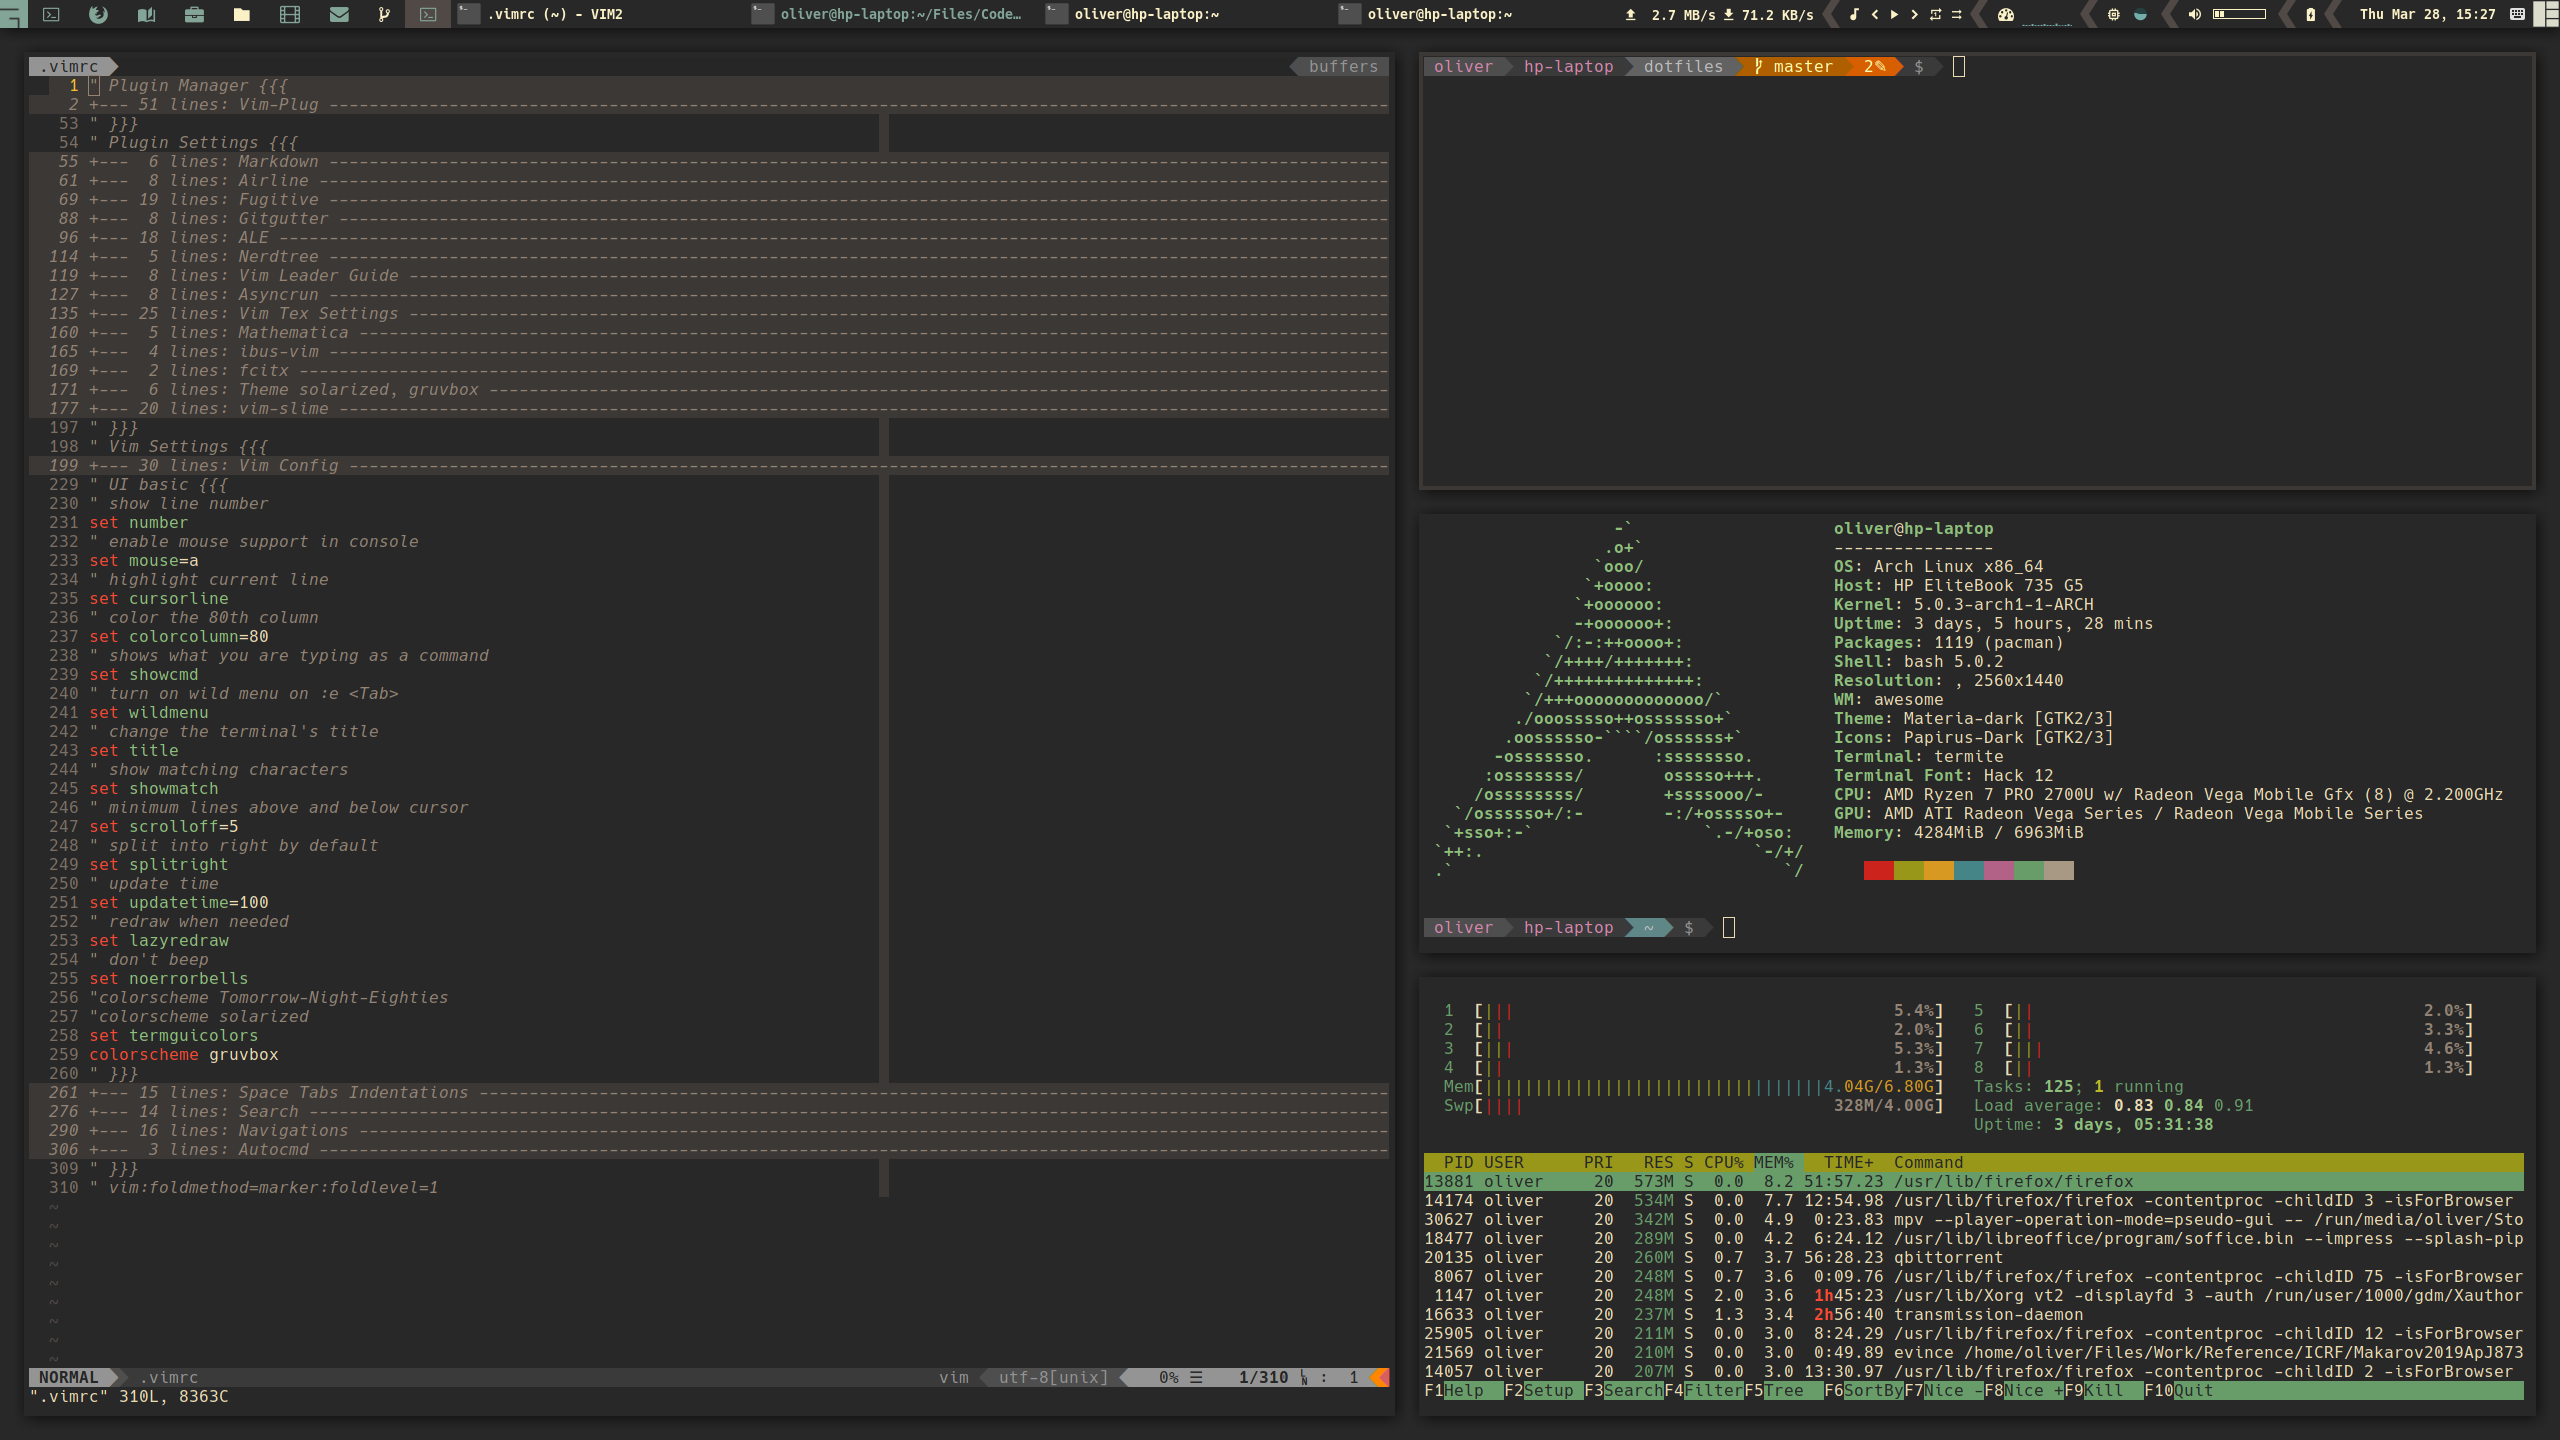 .vimrc (~) - VIM2
oliver@hp-laptop:~/Files/Code…
oliver@hp-laptop:~
oliver@hp-laptop:~
2.7 MB/s
71.2 KB/s
Thu Mar 28, 15:27
.vimrc
buffers
1 " Plugin Manager {{{
2 +--- 51 lines: Vim-Plug
53 " }}}
54 " Plugin Settings {{{
55 +---  6 lines: Markdown
61 +---  8 lines: Airline
69 +--- 19 lines: Fugitive
88 +---  8 lines: Gitgutter
96 +--- 18 lines: ALE
114 +---  5 lines: Nerdtree
119 +---  8 lines: Vim Leader Guide
127 +---  8 lines: Asyncrun
135 +--- 25 lines: Vim Tex Settings
160 +---  5 lines: Mathematica
165 +---  4 lines: ibus-vim
169 +---  2 lines: fcitx
171 +---  6 lines: Theme solarized, gruvbox
177 +--- 20 lines: vim-slime
197 " }}}
198 " Vim Settings {{{
199 +--- 30 lines: Vim Config
229 " UI basic {{{
230 " show line number
231 set number
232 " enable mouse support in console
233 set mouse=a
234 " highlight current line
235 set cursorline
236 " color the 80th column
237 set colorcolumn=80
238 " shows what you are typing as a command
239 set showcmd
240 " turn on wild menu on :e <Tab>
241 set wildmenu
242 " change the terminal's title
243 set title
244 " show matching characters
245 set showmatch
246 " minimum lines above and below cursor
247 set scrolloff=5
248 " split into right by default
249 set splitright
250 " update time
251 set updatetime=100
252 " redraw when needed
253 set lazyredraw
254 " don't beep
255 set noerrorbells
256 "colorscheme Tomorrow-Night-Eighties
257 "colorscheme solarized
258 set termguicolors
259 colorscheme gruvbox
260 " }}}
261 +--- 15 lines: Space Tabs Indentations
276 +--- 14 lines: Search
290 +--- 16 lines: Navigations
306 +---  3 lines: Autocmd
309 " }}}
310 " vim:foldmethod=marker:foldlevel=1
NORMAL .vimrc vim utf-8[unix] 0% ☰ 1/310 : 1
".vimrc" 310L, 8363C
oliver hp-laptop dotfiles master 2✎ $
oliver@hp-laptop
----------------
OS: Arch Linux x86_64
Host: HP EliteBook 735 G5
Kernel: 5.0.3-arch1-1-ARCH
Uptime: 3 days, 5 hours, 28 mins
Packages: 1119 (pacman)
Shell: bash 5.0.2
Resolution: , 2560x1440
WM: awesome
Theme: Materia-dark [GTK2/3]
Icons: Papirus-Dark [GTK2/3]
Terminal: termite
Terminal Font: Hack 12
CPU: AMD Ryzen 7 PRO 2700U w/ Radeon Vega Mobile Gfx (8) @ 2.200GHz
GPU: AMD ATI Radeon Vega Series / Radeon Vega Mobile Series
Memory: 4284MiB / 6963MiB
oliver hp-laptop ~ $
1 [||| 5.4%] 5 [|| 2.0%]
2 [|| 2.0%] 6 [|| 3.3%]
3 [||| 5.3%] 7 [||| 4.6%]
4 [|| 1.3%] 8 [|| 1.3%]
Mem[||||||||||||||||||||||||||||||||||4.04G/6.80G] Tasks: 125; 1 running
Swp[|||| 328M/4.00G] Load average: 0.83 0.84 0.91
Uptime: 3 days, 05:31:38
PID USER PRI RES S CPU% MEM% TIME+ Command
13881 oliver 20 573M S 0.0 8.2 51:57.23 /usr/lib/firefox/firefox
14174 oliver 20 534M S 0.0 7.7 12:54.98 /usr/lib/firefox/firefox -contentproc -childID 3 -isForBrowser
30627 oliver 20 342M S 0.0 4.9 0:23.83 mpv --player-operation-mode=pseudo-gui -- /run/media/oliver/Sto
18477 oliver 20 289M S 0.0 4.2 6:24.12 /usr/lib/libreoffice/program/soffice.bin --impress --splash-pip
20135 oliver 20 260M S 0.7 3.7 56:28.23 qbittorrent
8067 oliver 20 248M S 0.7 3.6 0:09.76 /usr/lib/firefox/firefox -contentproc -childID 75 -isForBrowser
1147 oliver 20 248M S 2.0 3.6 1h45:23 /usr/lib/Xorg vt2 -displayfd 3 -auth /run/user/1000/gdm/Xauthor
16633 oliver 20 237M S 1.3 3.4 2h56:40 transmission-daemon
25905 oliver 20 211M S 0.0 3.0 8:24.29 /usr/lib/firefox/firefox -contentproc -childID 12 -isForBrowser
21569 oliver 20 210M S 0.0 3.0 0:49.89 evince /home/oliver/Files/Work/Reference/ICRF/Makarov2019ApJ873
14057 oliver 20 207M S 0.0 3.0 13:30.97 /usr/lib/firefox/firefox -contentproc -childID 2 -isForBrowser
F1Help F2Setup F3SearchF4FilterF5Tree F6SortByF7Nice -F8Nice +F9Kill F10Quit